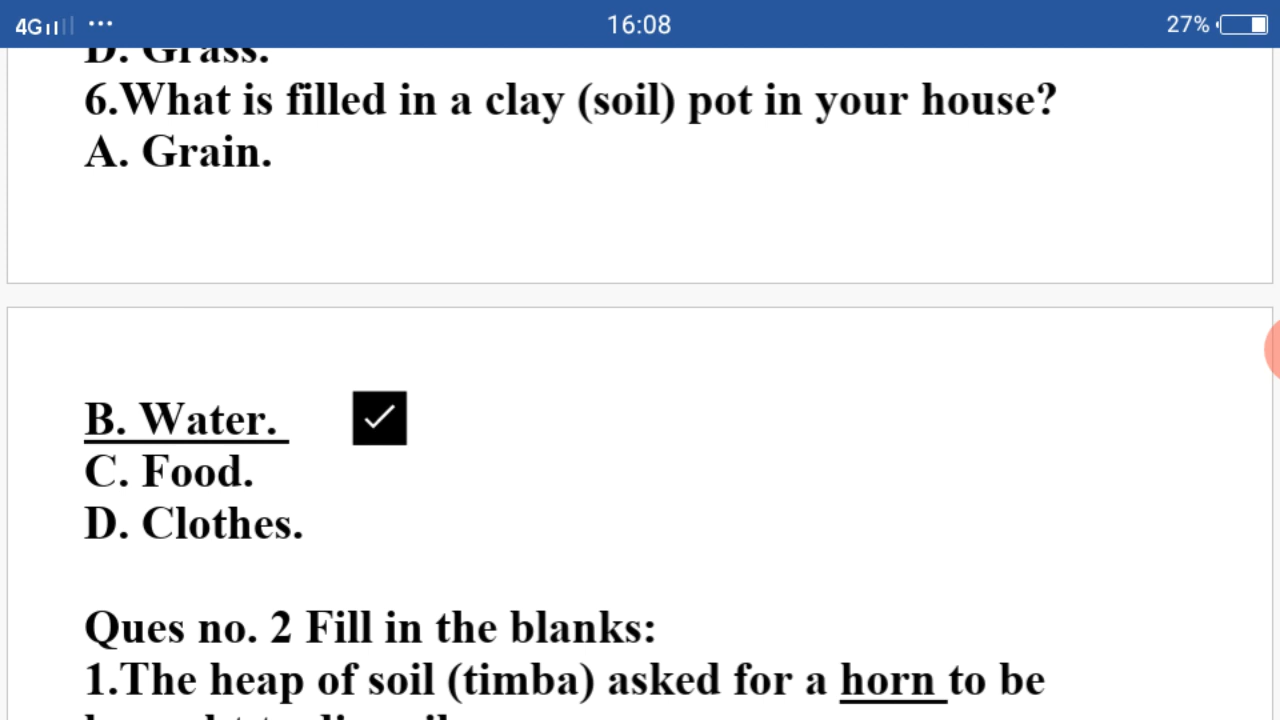 4G ... 16:08 27%
D. Grass.
6.What is filled in a clay (soil) pot in your house?
A. Grain.
B. Water.
C. Food.
D. Clothes.
Ques no. 2 Fill in the blanks:
1.The heap of soil (timba) asked for a horn to be